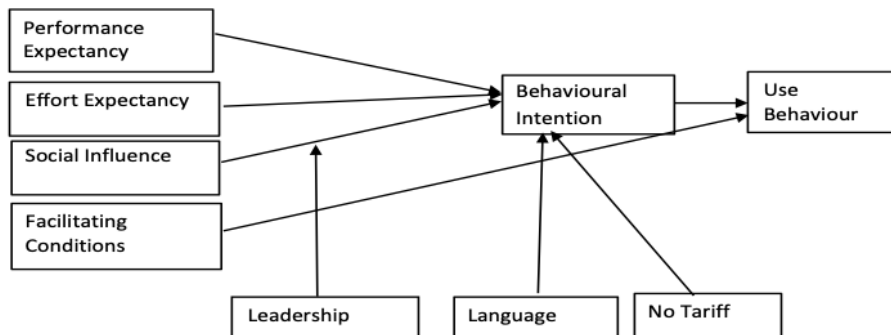 Performance
Expectancy
Effort Expectancy
Social Influence
Facilitating
Conditions
Behavioural
Intention
Use
Behaviour
Leadership
Language
No Tariff